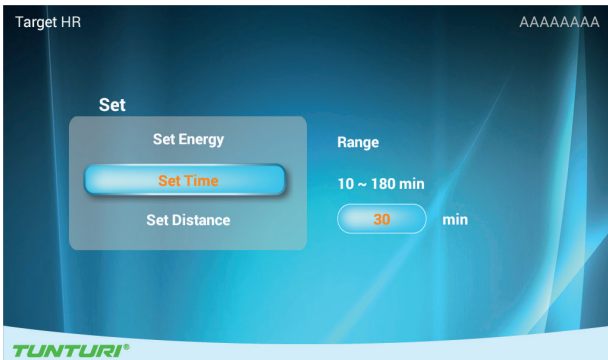 Target HR
AAAAAAAA
Set
Set Energy
Set Time
Set Distance
Range
10 ~ 180 min
30 min
TUNTURI®